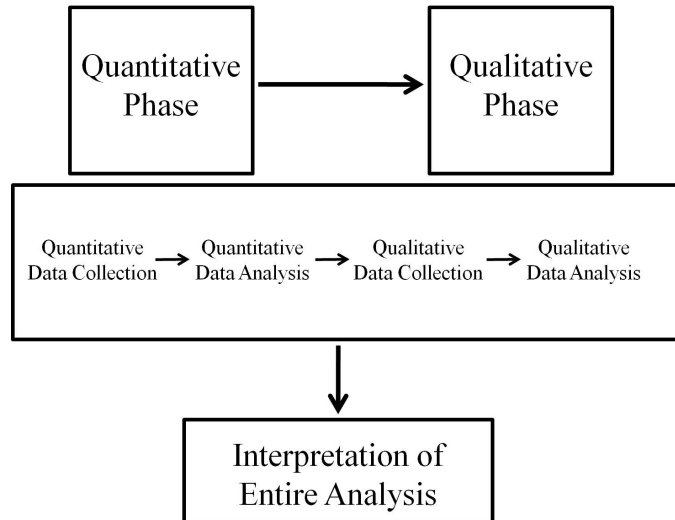 Quantitative
Phase
Qualitative
Phase
Quantitative
Data Collection
Quantitative
Data Analysis
Qualitative
Data Collection
Qualitative
Data Analysis
Interpretation of
Entire Analysis